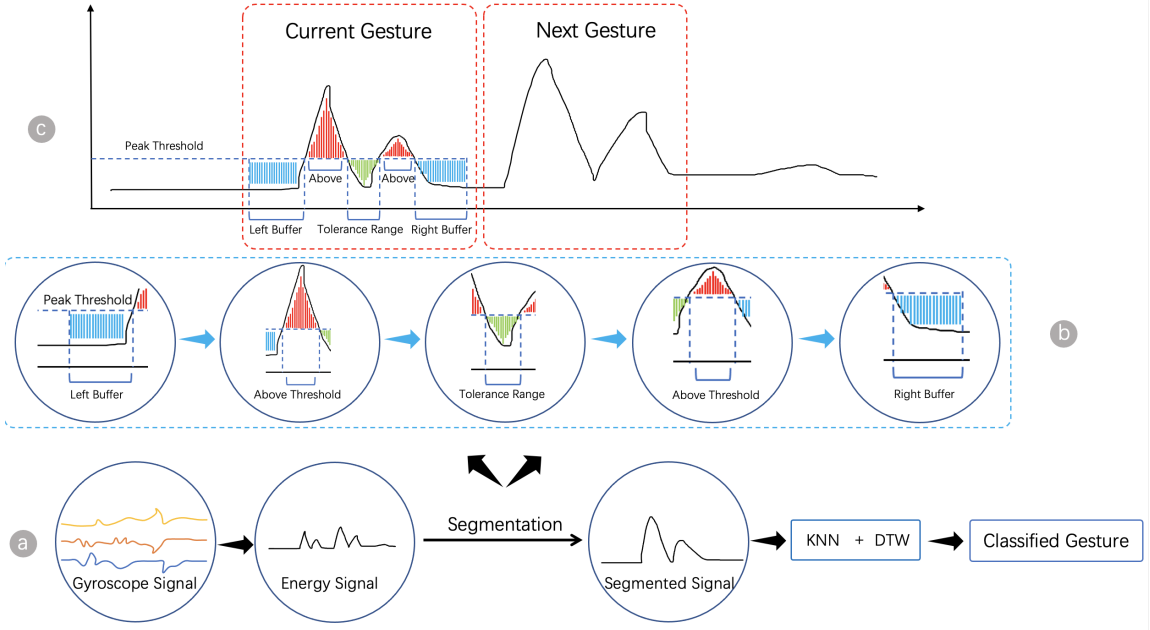 Current Gesture
Next Gesture
c
Peak Threshold
Above
Above
Left Buffer
Tolerance Range
Right Buffer
Peak Threshold
Left Buffer
Above Threshold
Tolerance Range
Above Threshold
Right Buffer
b
a
Gyroscope Signal
Energy Signal
Segmentation
Segmented Signal
KNN + DTW
Classified Gesture